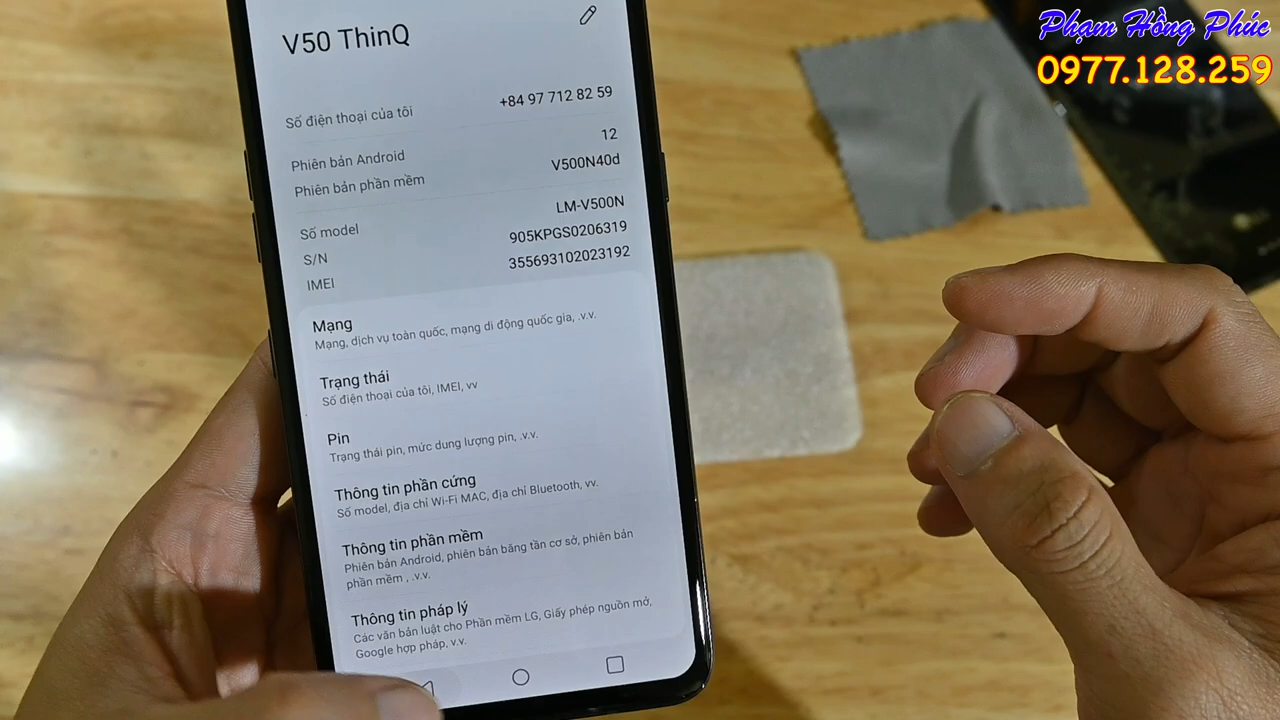 Phạm Hồng Phúc
0977.128.259
V50 ThinQ
Số điện thoại của tôi
+84 97 712 82 59
Phiên bản Android
12
Phiên bản phần mềm
V500N40d
Số model
LM-V500N
S/N
905KPGS0206319
IMEI
355693102023192
Mạng
Mạng, dịch vụ toàn quốc, mạng di động quốc gia, .v.v.
Trạng thái
Số điện thoại của tôi, IMEI, vv
Pin
Trạng thái pin, mức dung lượng pin, .v.v.
Thông tin phần cứng
Số model, địa chỉ Wi-Fi MAC, địa chỉ Bluetooth, vv.
Thông tin phần mềm
Phiên bản Android, phiên bản băng tần cơ sở, phiên bản
phần mềm , .v.v.
Thông tin pháp lý
Các văn bản luật cho Phần mềm LG, Giấy phép nguồn mở,
Google hợp pháp, v.v.